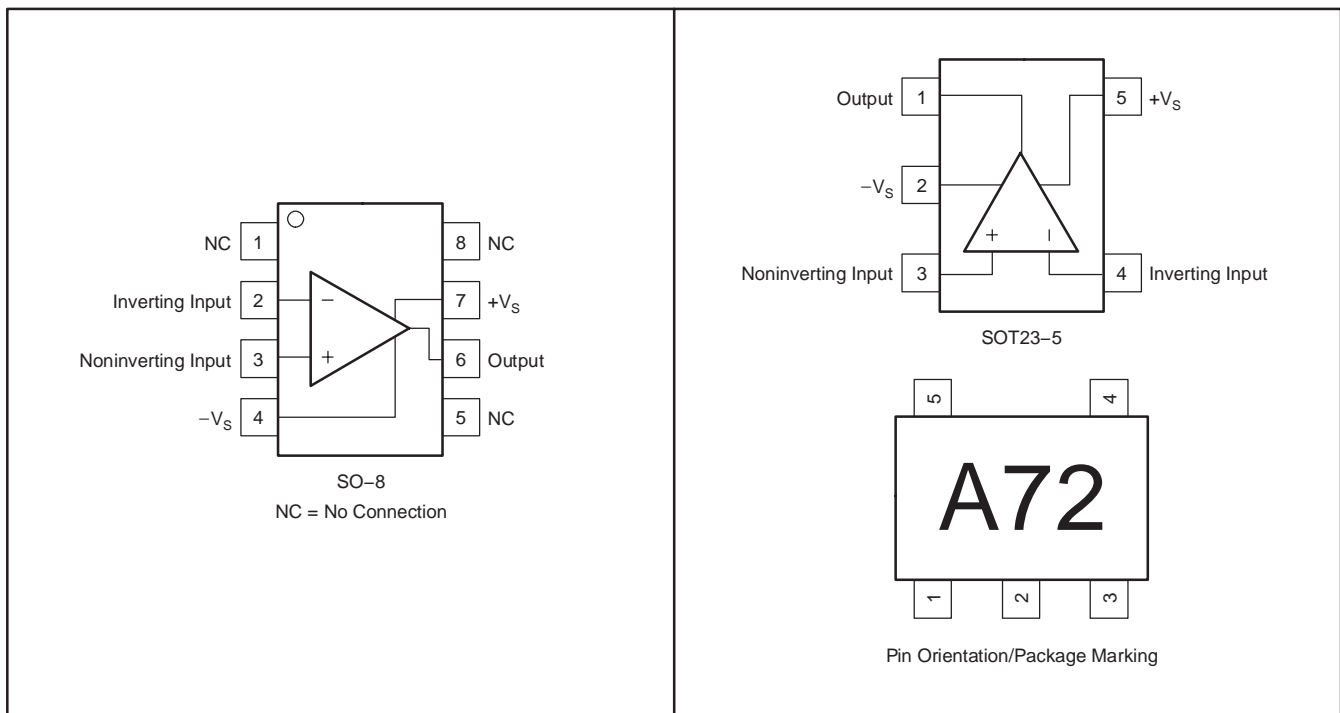 NC 1 8 NC
Inverting Input 2 − 7 +VS
Noninverting Input 3 + 6 Output
−VS 4 5 NC
SO−8
NC = No Connection
Output 1 5 +VS
−VS 2
+ −
Noninverting Input 3 4 Inverting Input
SOT23−5
5 4
A72
1 2 3
Pin Orientation/Package Marking